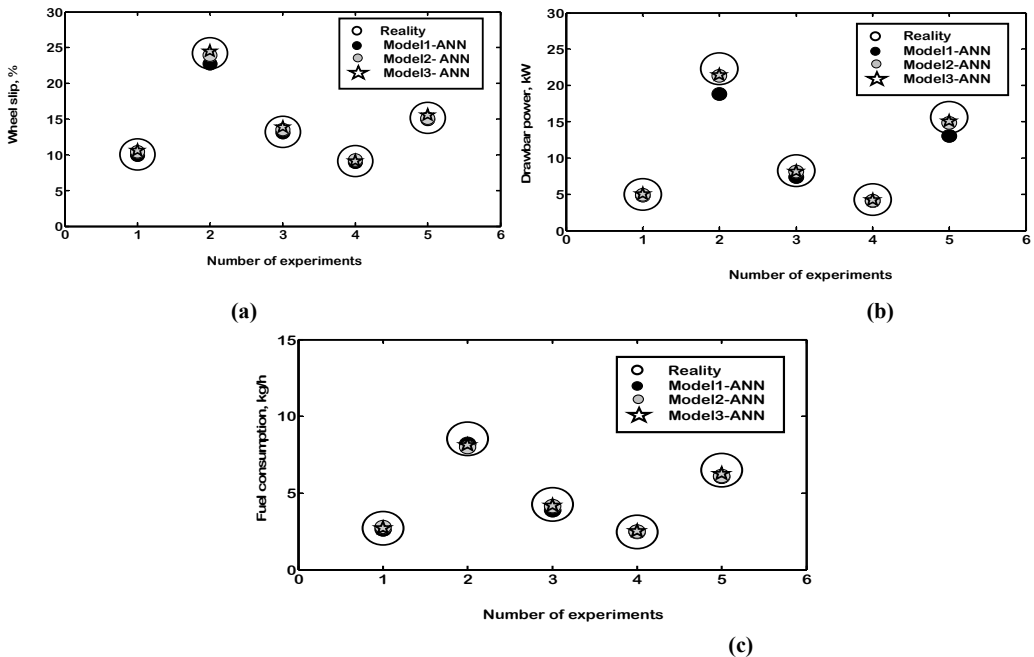 30
25
20
15
10
5
0
0 1 2 3 4 5 6
Wheel slip, %
Number of experiments
Reality
Model1-ANN
Model2- ANN
Model3- ANN
(a)
30
25
20
15
10
5
0
0 1 2 3 4 5 6
Drawbar power, kW
Number of experiments
Reality
Model1-ANN
Model2-ANN
Model3-ANN
(b)
15
10
5
0
0 1 2 3 4 5 6
Fuel consumption, kg/h
Number of experiments
Reality
Model1-ANN
Model2-ANN
Model3-ANN
(c)